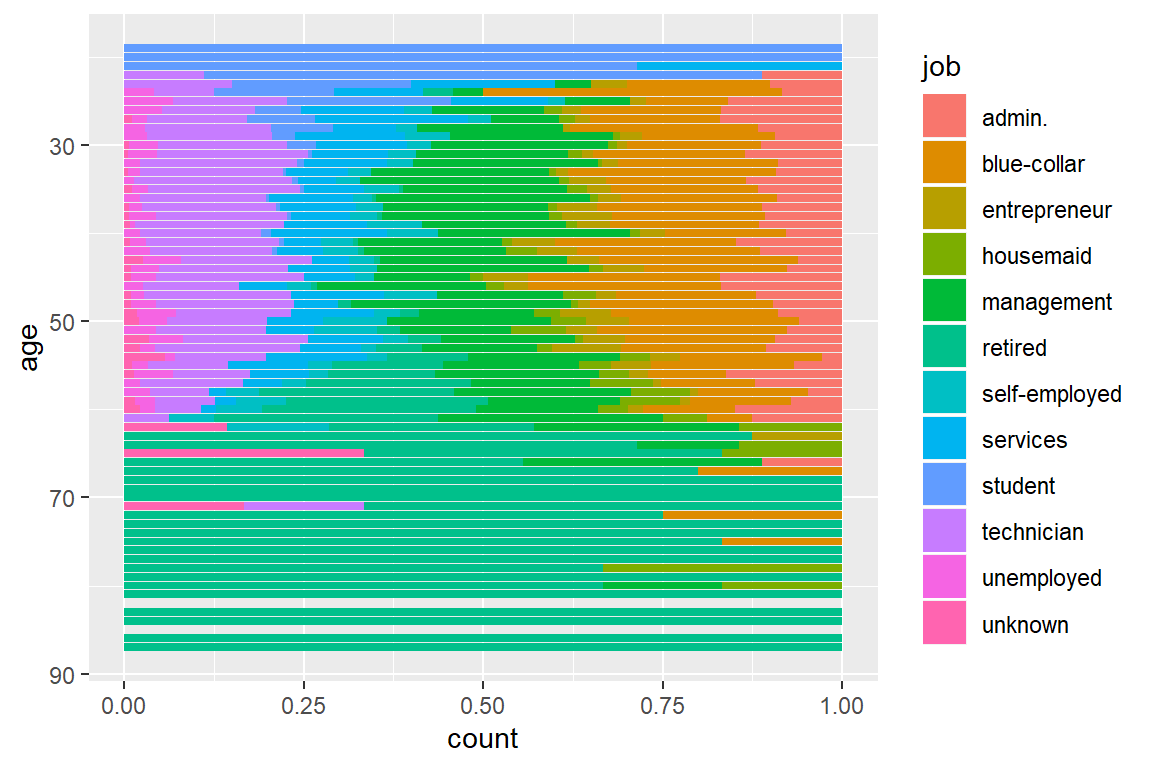 age
30
50
70
90
0.00 0.25 0.50 0.75 1.00
count
job
admin.
blue-collar
entrepreneur
housemaid
management
retired
self-employed
services
student
technician
unemployed
unknown